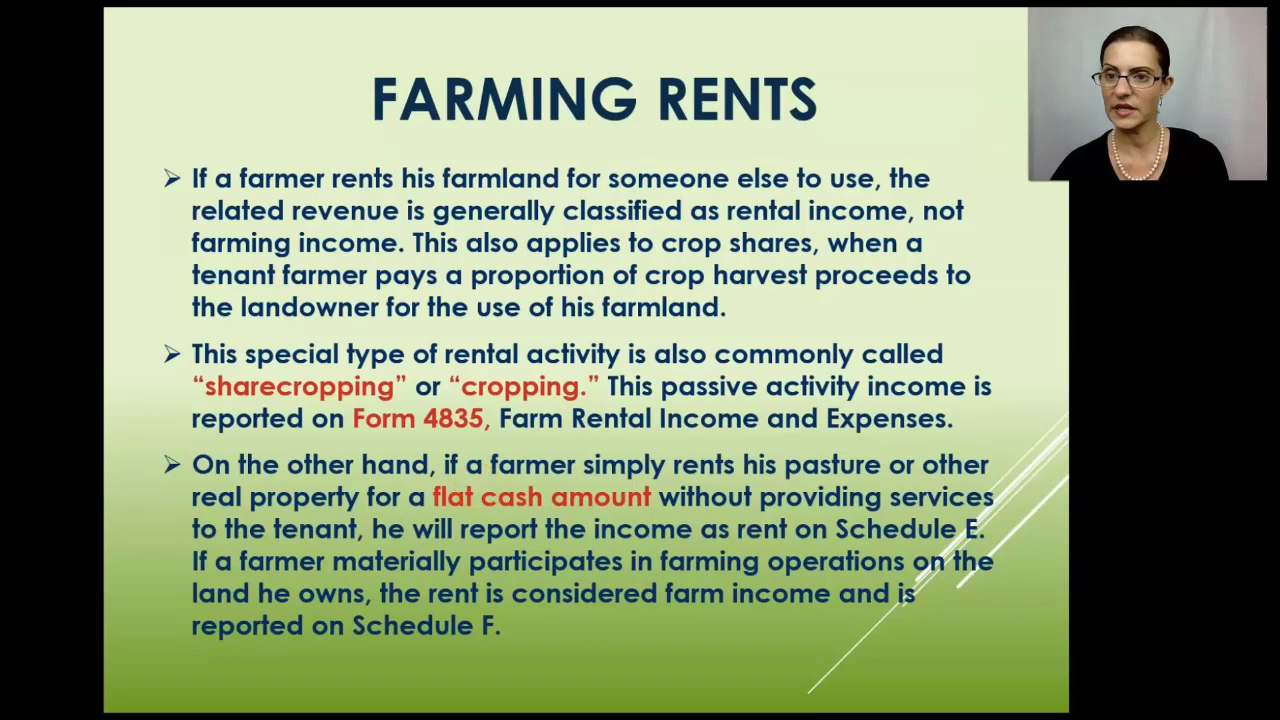 FARMING RENTS
➤ If a farmer rents his farmland for someone else to use, the
related revenue is generally classified as rental income, not
farming income. This also applies to crop shares, when a
tenant farmer pays a proportion of crop harvest proceeds to
the landowner for the use of his farmland.
➤ This special type of rental activity is also commonly called
“sharecropping” or “cropping.” This passive activity income is
reported on Form 4835, Farm Rental Income and Expenses.
➤ On the other hand, if a farmer simply rents his pasture or other
real property for a flat cash amount without providing services
to the tenant, he will report the income as rent on Schedule E.
If a farmer materially participates in farming operations on the
land he owns, the rent is considered farm income and is
reported on Schedule F.